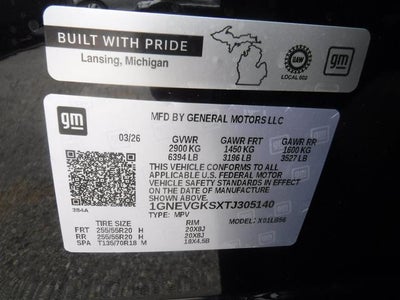 BUILT WITH PRIDE
Lansing, Michigan
UAW
LOCAL 602
gm
gm
MFD BY GENERAL MOTORS LLC
03/26 GVWR GAWR FRT GAWR RR
2900 KG 1450 KG 1600 KG
6394 LB 3196 LB 3527 LB
THIS VEHICLE CONFORMS TO ALL
APPLICABLE U.S. FEDERAL MOTOR
VEHICLE SAFETY STANDARDS IN EFFECT
ON THE DATE OF MANUFACTURE
SHOWN ABOVE.
1GNEVGKSXTJ305140
TYPE: MPV MODEL:
384A
TIRE SIZE RIM
FRT 255/55R20 H 20X8J
RR 255/55R20 H 20X8J
SPA T135/70R18 M 18X4.5B